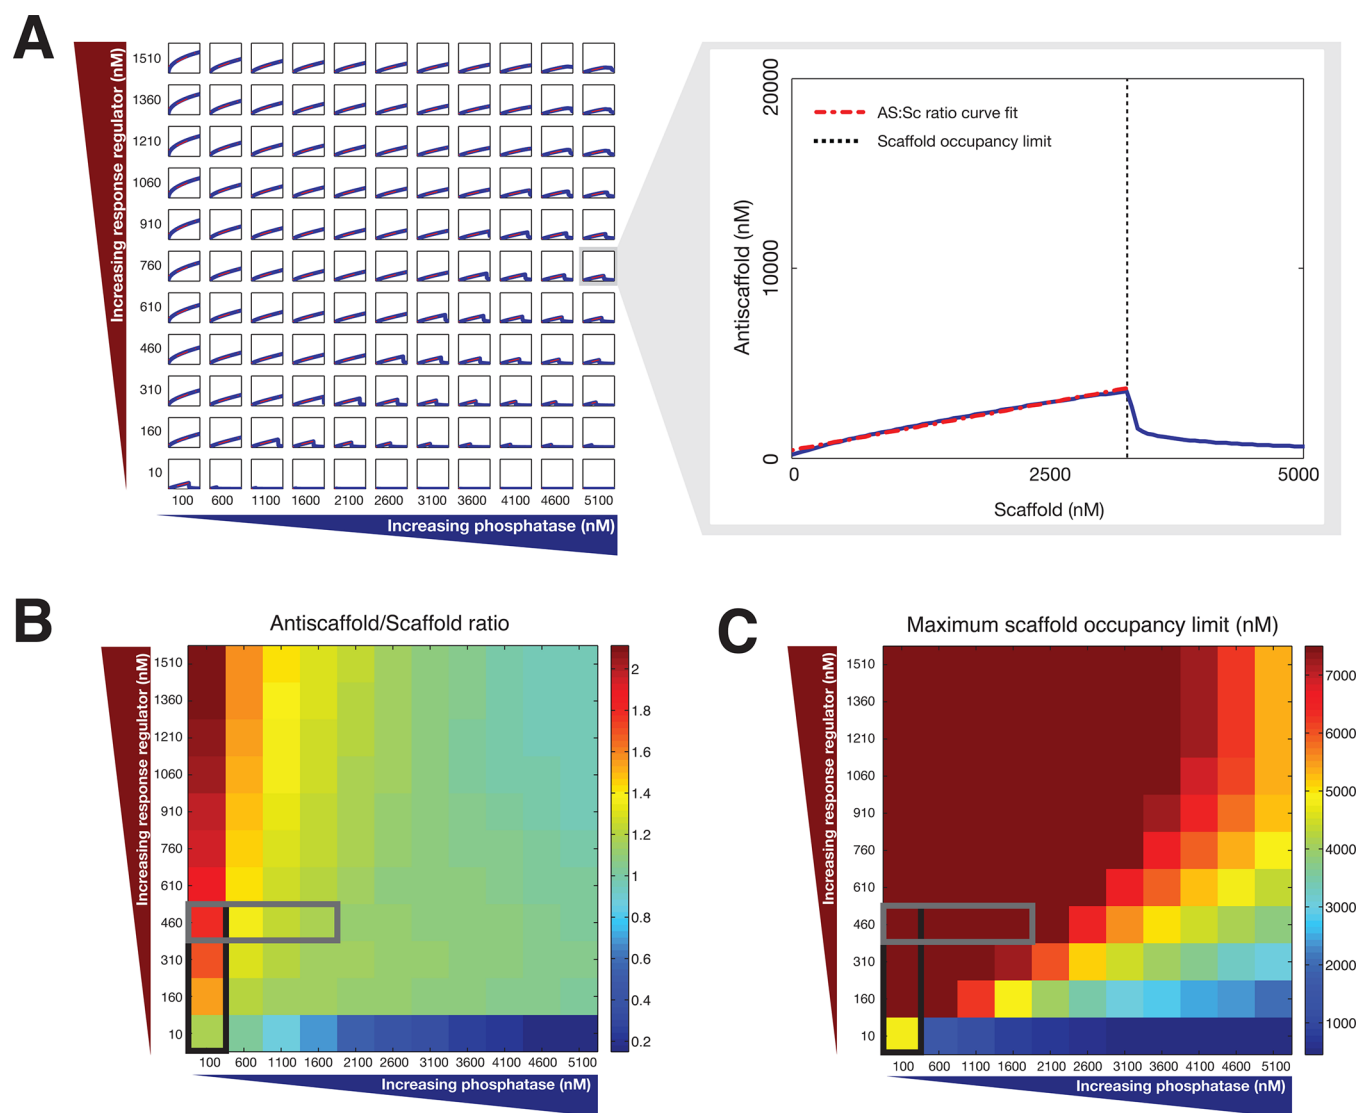 A
Increasing response regulator (nM)
1510
1360
1210
1060
910
760
610
460
310
160
10
100 600 1100 1600 2100 2600 3100 3600 4100 4600 5100
Increasing phosphatase (nM)
AS:Sc ratio curve fit
Scaffold occupancy limit
Antiscaffold (nM)
20000
10000
0
0 2500 5000
Scaffold (nM)
B
Antiscaffold/Scaffold ratio
Increasing response regulator (nM)
1510
1360
1210
1060
910
760
610
460
310
160
10
100 600 1100 1600 2100 2600 3100 3600 4100 4600 5100
Increasing phosphatase (nM)
2
1.8
1.6
1.4
1.2
1
0.8
0.6
0.4
0.2
C
Maximum scaffold occupancy limit (nM)
Increasing response regulator (nM)
1510
1360
1210
1060
910
760
610
460
310
160
10
100 600 1100 1600 2100 2600 3100 3600 4100 4600 5100
Increasing phosphatase (nM)
7000
6000
5000
4000
3000
2000
1000